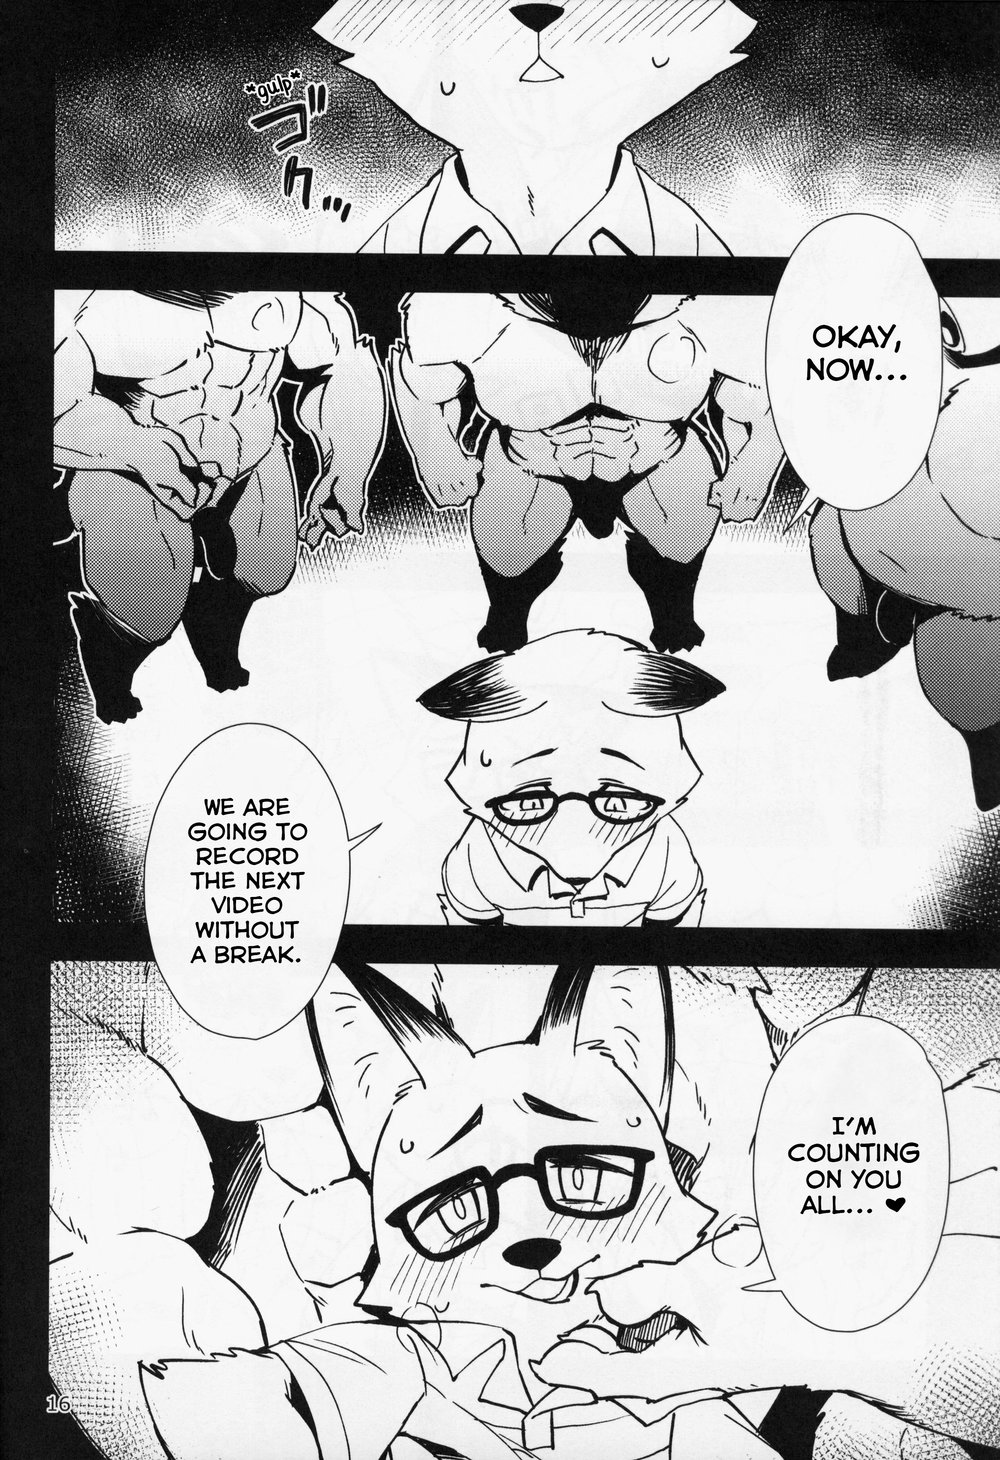 *gulp*
ゴクッ
OKAY,
NOW...
WE ARE
GOING TO
RECORD
THE NEXT
VIDEO
WITHOUT
A BREAK.
I'M
COUNTING
ON YOU
ALL... ♥
16